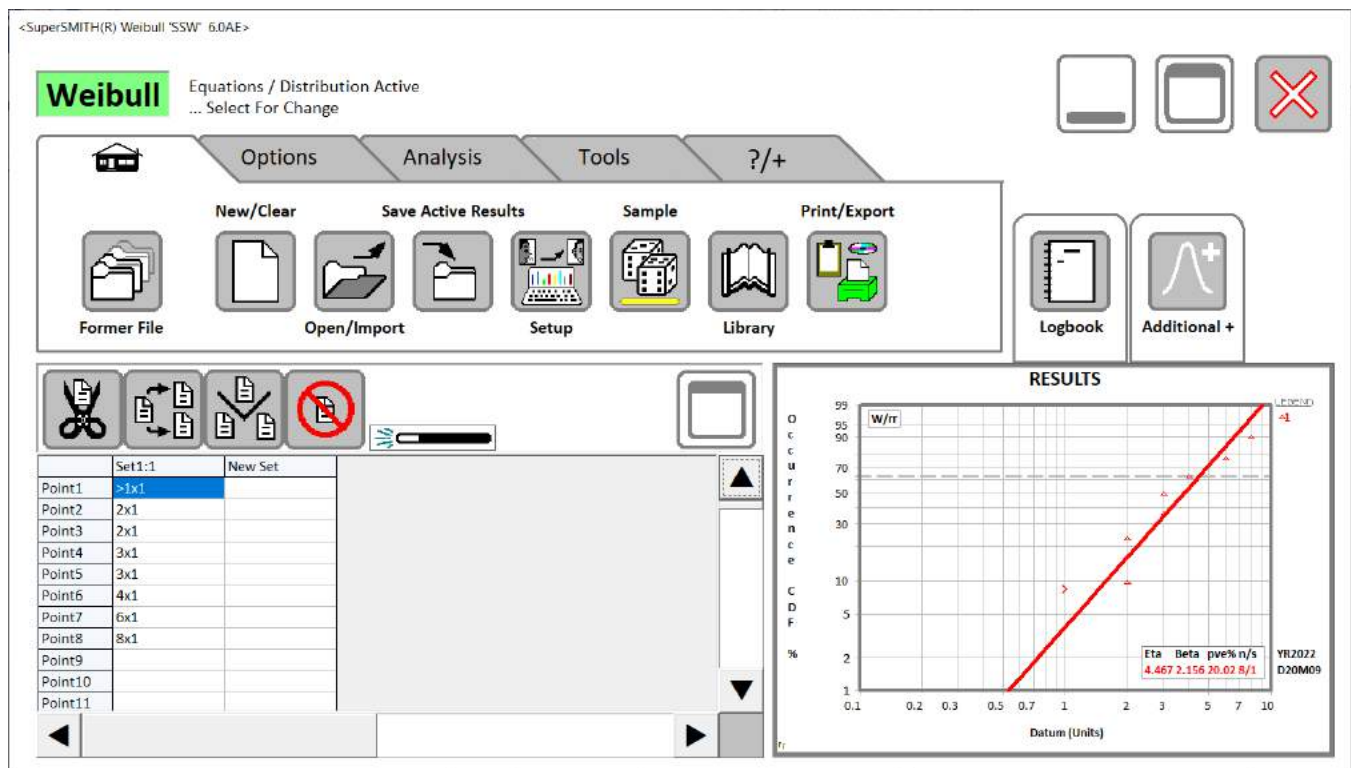 <SuperSMITH(R) Weibull "SSW" 6.0AE>
Weibull
Equations / Distribution Active
... Select For Change
Options
Analysis
Tools
?/+
New/Clear
Save Active Results
Sample
Print/Export
Former File
Open/Import
Setup
Library
Logbook
Additional +
Set1:1 New Set
Point1 >1x1
Point2 2x1
Point3 2x1
Point4 3x1
Point5 3x1
Point6 4x1
Point7 6x1
Point8 8x1
Point9
Point10
Point11
RESULTS
Occurrence CDF %
99
95
90
70
50
30
10
5
2
1
W/rr
LEGEND
1
Eta Beta pve% n/s
4.467 2.156 20.02 8/1
YR2022
D20M09
0.1 0.2 0.3 0.5 0.7 1 2 3 5 7 10
Datum (Units)